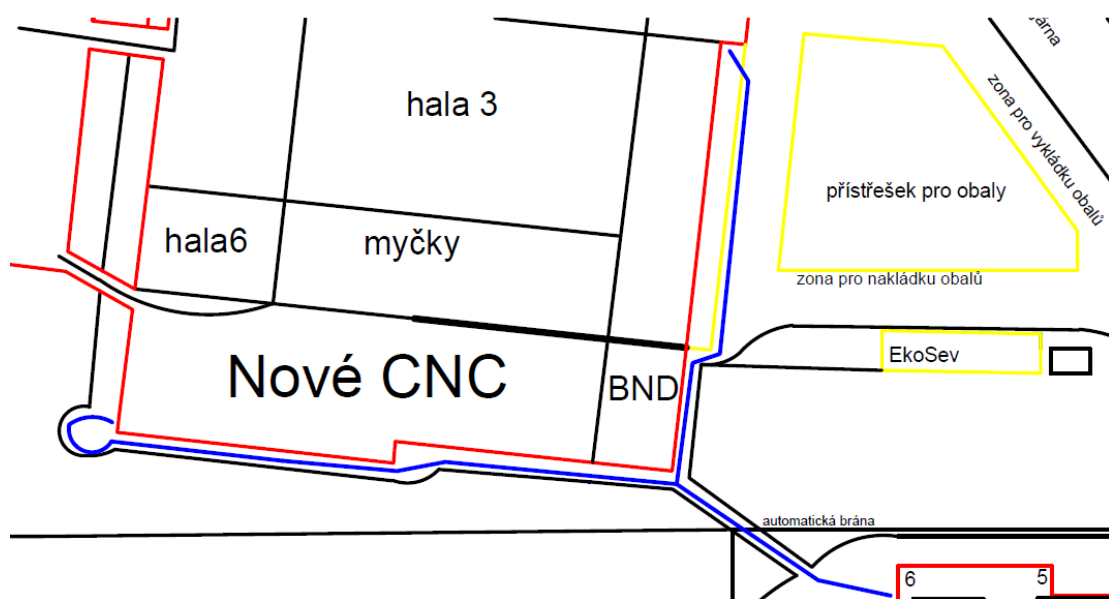 hala 3
zona pro vykládku obalů
přístřešek pro obaly
hala6
myčky
zona pro nakládku obalů
EkoSev
Nové CNC
BND
automatická brána
6
5